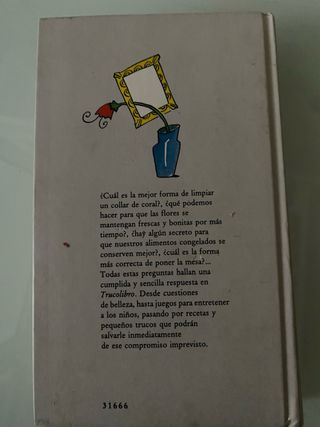 ¿Cuál es la mejor forma de limpiar
un collar de coral?, ¿qué podemos
hacer para que las flores se
mantengan frescas y bonitas por más
tiempo?, ¿hay algún secreto para
que nuestros alimentos congelados se
conserven mejor?, ¿cuál es la forma
más correcta de poner la mesa?...
Todas estas preguntas hallan una
cumplida y sencilla respuesta en
Trucolibro. Desde cuestiones
de belleza, hasta juegos para entretener
a los niños, pasando por recetas y
pequeños trucos que podrán
salvarle inmediatamente
de ese compromiso imprevisto.
31666